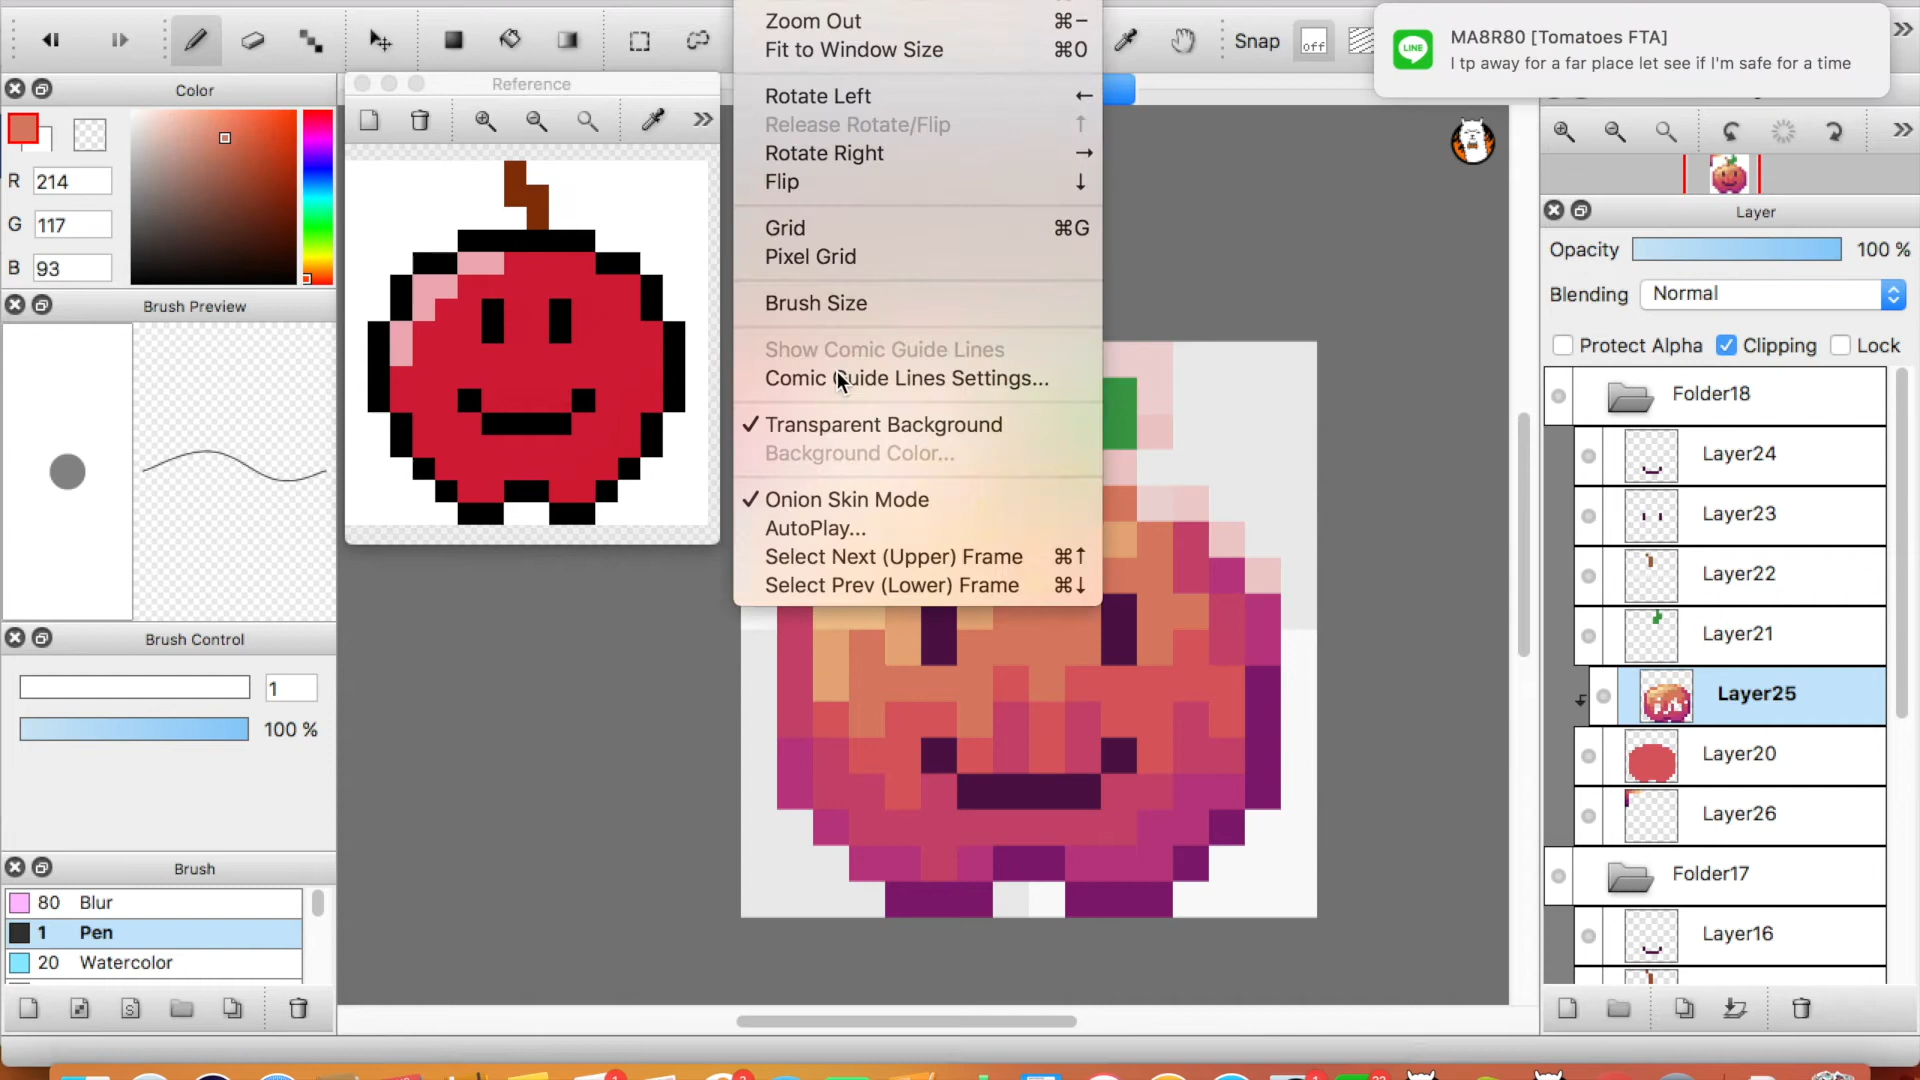 Zoom Out ⌘−
Fit to Window Size ⌘0
Rotate Left ←
Release Rotate/Flip ↑
Rotate Right →
Flip ↓
Grid ⌘G
Pixel Grid
Brush Size
Show Comic Guide Lines
Comic Guide Lines Settings...
✓ Transparent Background
Background Color...
✓ Onion Skin Mode
AutoPlay...
Select Next (Upper) Frame ⌘↑
Select Prev (Lower) Frame ⌘↓
Snap
off
LINE
MA8R80 [Tomatoes FTA]
I tp away for a far place let see if I'm safe for a time
Color
R 214
G 117
B 93
Brush Preview
Brush Control
1
100 %
Brush
80 Blur
1 Pen
20 Watercolor
S
Reference
Layer
Opacity 100 %
Blending Normal
Protect Alpha Clipping Lock
Folder18
Layer24
Layer23
Layer22
Layer21
Layer25
Layer20
Layer26
Folder17
Layer16